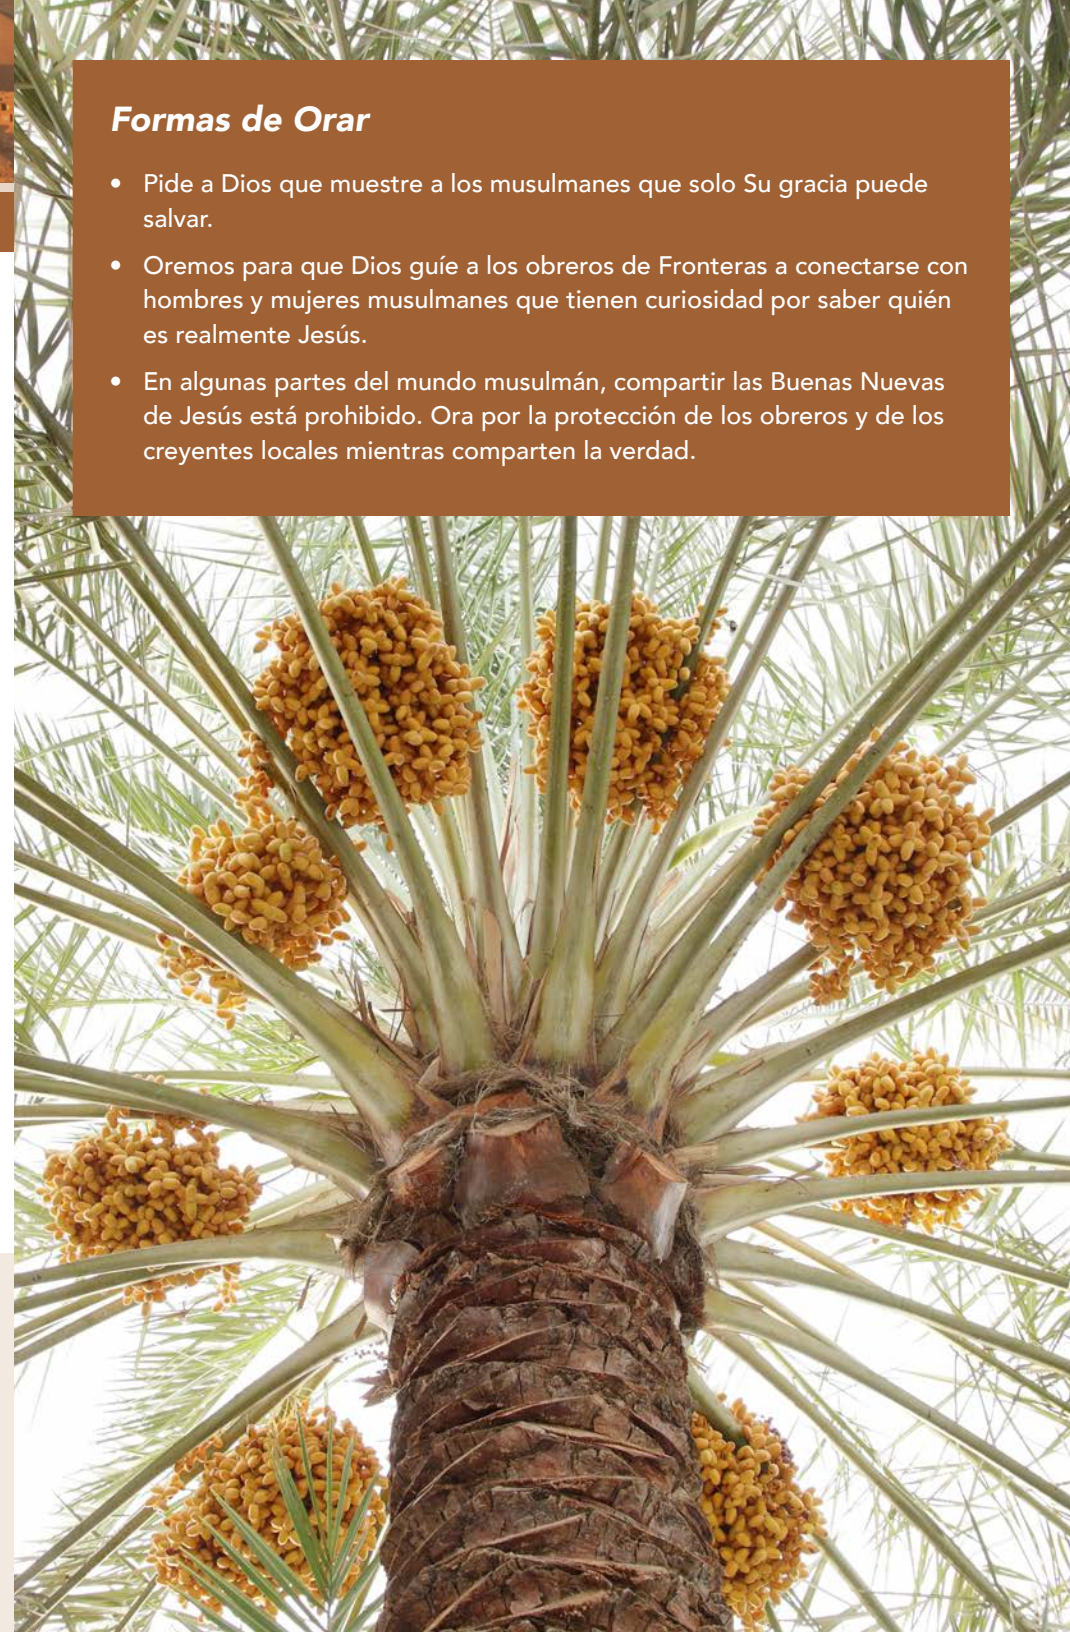 Formas de Orar
• Pide a Dios que muestre a los musulmanes que solo Su gracia puede
salvar.
• Oremos para que Dios guíe a los obreros de Fronteras a conectarse con
hombres y mujeres musulmanes que tienen curiosidad por saber quién
es realmente Jesús.
• En algunas partes del mundo musulmán, compartir las Buenas Nuevas
de Jesús está prohibido. Ora por la protección de los obreros y de los
creyentes locales mientras comparten la verdad.